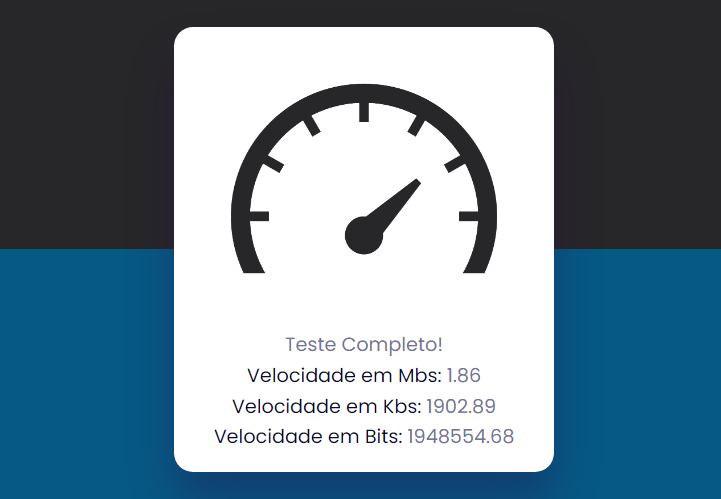 Teste Completo!
Velocidade em Mbs: 1.86
Velocidade em Kbs: 1902.89
Velocidade em Bits: 1948554.68